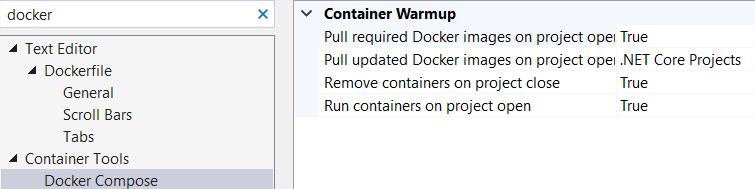 docker
Text Editor
Dockerfile
General
Scroll Bars
Tabs
Container Tools
Docker Compose
Container Warmup
Pull required Docker images on project open True
Pull updated Docker images on project open .NET Core Projects
Remove containers on project close True
Run containers on project open True